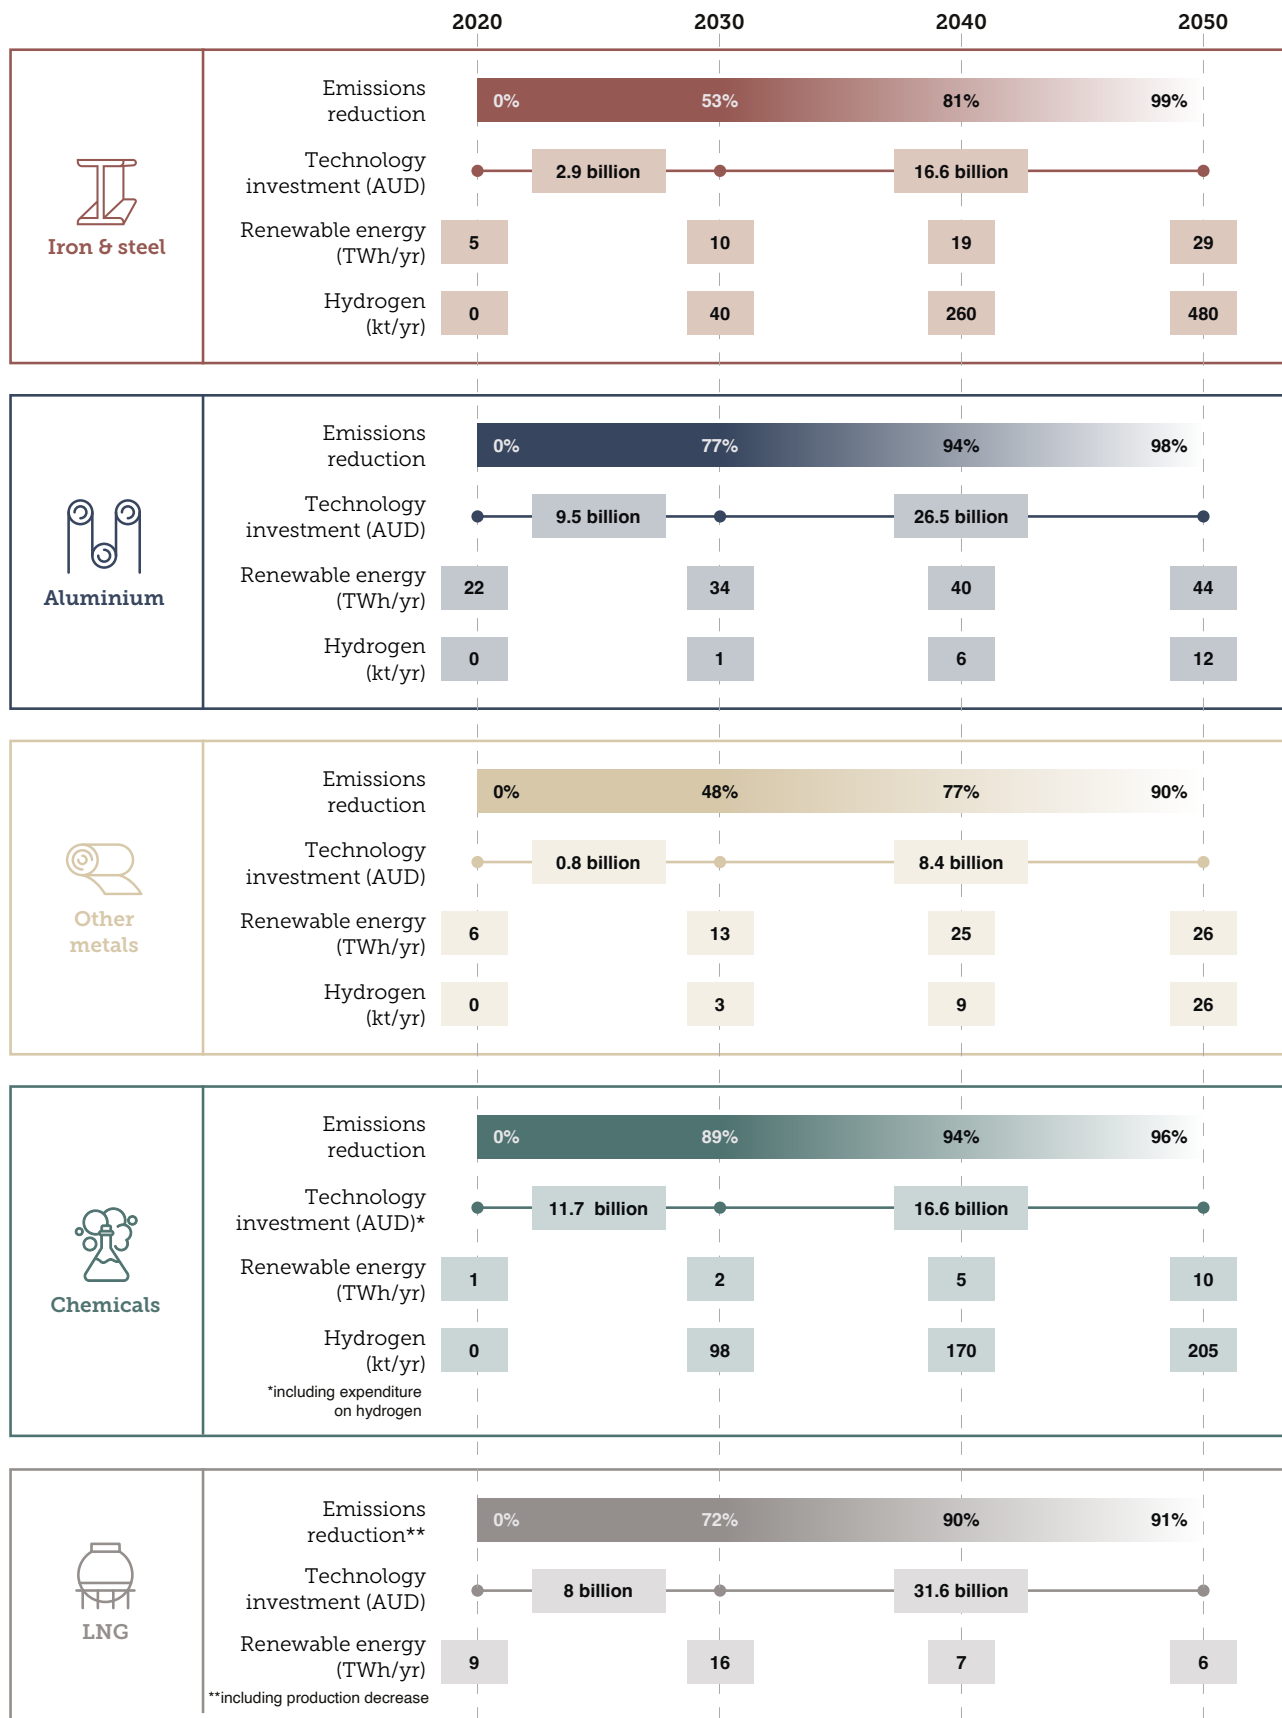 2020 2030 2040 2050
Iron & steel
Emissions
reduction
0% 53% 81% 99%
Technology
investment (AUD)
2.9 billion 16.6 billion
Renewable energy
(TWh/yr)
5 10 19 29
Hydrogen
(kt/yr)
0 40 260 480
Aluminium
Emissions
reduction
0% 77% 94% 98%
Technology
investment (AUD)
9.5 billion 26.5 billion
Renewable energy
(TWh/yr)
22 34 40 44
Hydrogen
(kt/yr)
0 1 6 12
Other
metals
Emissions
reduction
0% 48% 77% 90%
Technology
investment (AUD)
0.8 billion 8.4 billion
Renewable energy
(TWh/yr)
6 13 25 26
Hydrogen
(kt/yr)
0 3 9 26
Chemicals
Emissions
reduction
0% 89% 94% 96%
Technology
investment (AUD)*
11.7 billion 16.6 billion
Renewable energy
(TWh/yr)
1 2 5 10
Hydrogen
(kt/yr)
0 98 170 205
*including expenditure
on hydrogen
LNG
Emissions
reduction**
0% 72% 90% 91%
Technology
investment (AUD)
8 billion 31.6 billion
Renewable energy
(TWh/yr)
9 16 7 6
**including production decrease